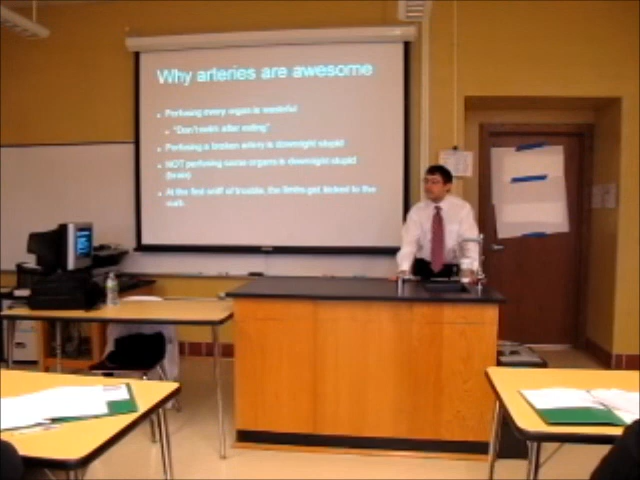 Why arteries are awesome
Perfusing every organ is wasteful
"Don't swim after eating"
Perfusing a broken artery is downright stupid
NOT perfusing some organs is downright stupid
(brain)
At the first sniff of trouble, the limbs get kicked to the
curb.